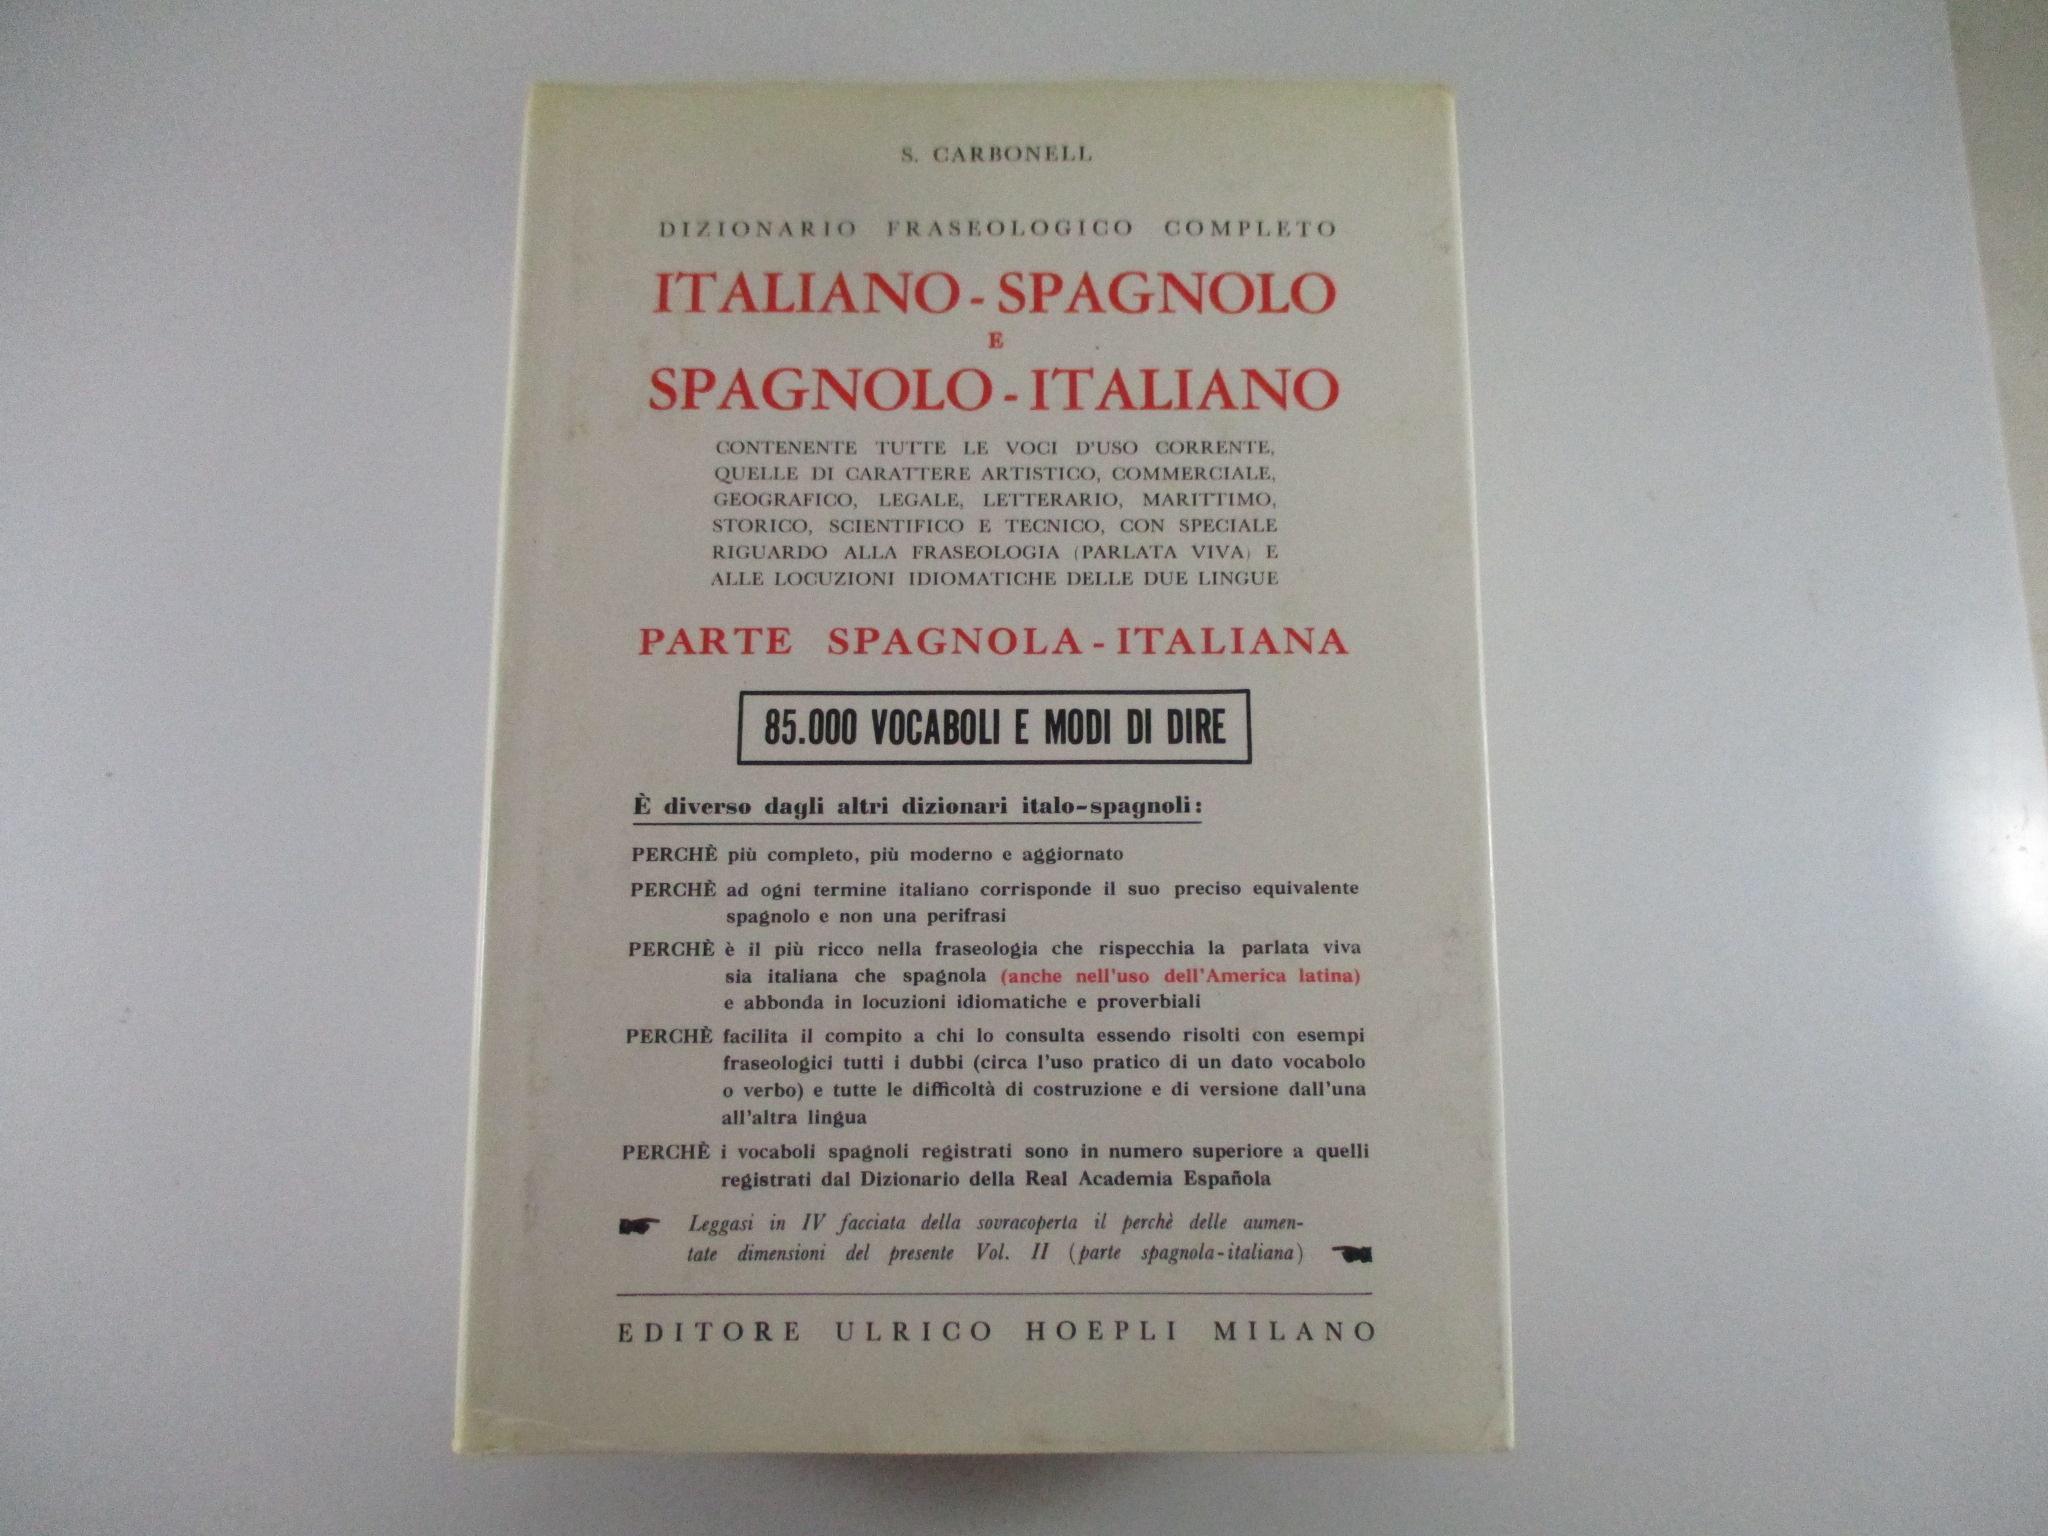 S. CARBONELL
DIZIONARIO FRASEOLOGICO COMPLETO
ITALIANO - SPAGNOLO
E
SPAGNOLO - ITALIANO
CONTENENTE TUTTE LE VOCI D'USO CORRENTE,
QUELLE DI CARATTERE ARTISTICO, COMMERCIALE,
GEOGRAFICO, LEGALE, LETTERARIO, MARITTIMO,
STORICO, SCIENTIFICO E TECNICO, CON SPECIALE
RIGUARDO ALLA FRASEOLOGIA (PARLATA VIVA) E
ALLE LOCUZIONI IDIOMATICHE DELLE DUE LINGUE
PARTE SPAGNOLA - ITALIANA
85.000 VOCABOLI E MODI DI DIRE
È diverso dagli altri dizionari italo-spagnoli:
PERCHÈ più completo, più moderno e aggiornato
PERCHÈ ad ogni termine italiano corrisponde il suo preciso equivalente
spagnolo e non una perifrasi
PERCHÈ è il più ricco nella fraseologia che rispecchia la parlata viva
sia italiana che spagnola (anche nell'uso dell'America latina)
e abbonda in locuzioni idiomatiche e proverbiali
PERCHÈ facilita il compito a chi lo consulta essendo risolti con esempi
fraseologici tutti i dubbi (circa l'uso pratico di un dato vocabolo
o verbo) e tutte le difficoltà di costruzione e di versione dall'una
all'altra lingua
PERCHÈ i vocaboli spagnoli registrati sono in numero superiore a quelli
registrati dal Dizionario della Real Academia Española
Leggasi in IV facciata della sovracoperta il perchè delle aumen-
tate dimensioni del presente Vol. II (parte spagnola-italiana)
EDITORE ULRICO HOEPLI MILANO